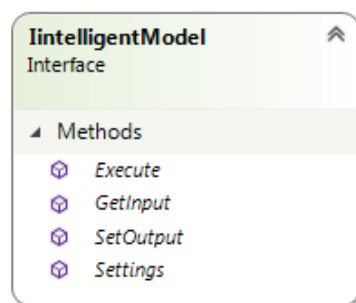 IintelligentModel
Interface
Methods
Execute
GetInput
SetOutput
Settings